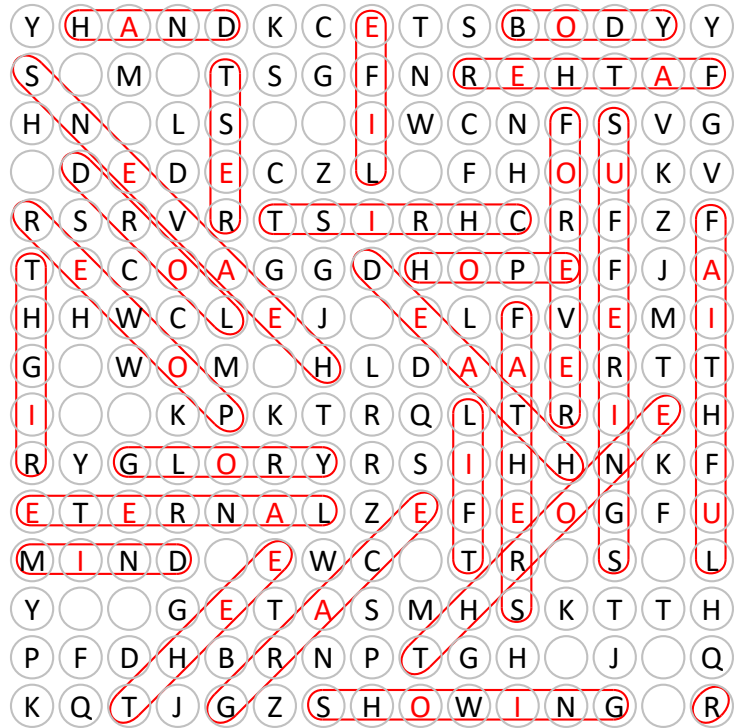 Y H A N D K C E T S B O D Y Y
S M T S G F N R E H T A F
H N L S I W C N F S V G
D E D E C Z L F H O U K V
R S R V R T S I R H C R F Z F
T E C O A G G D H O P E F J A
H H W C L E J E L F V E M I
G W O M H L D A A E R T T
I K P K T R Q L T R I E H
R Y G L O R Y R S I H H N K F
E T E R N A L Z E F E O G F U
M I N D E W C T R S L
Y G E T A S M H S K T T H
P F D H B R N P T G H J Q
K Q T J G Z S H O W I N G R